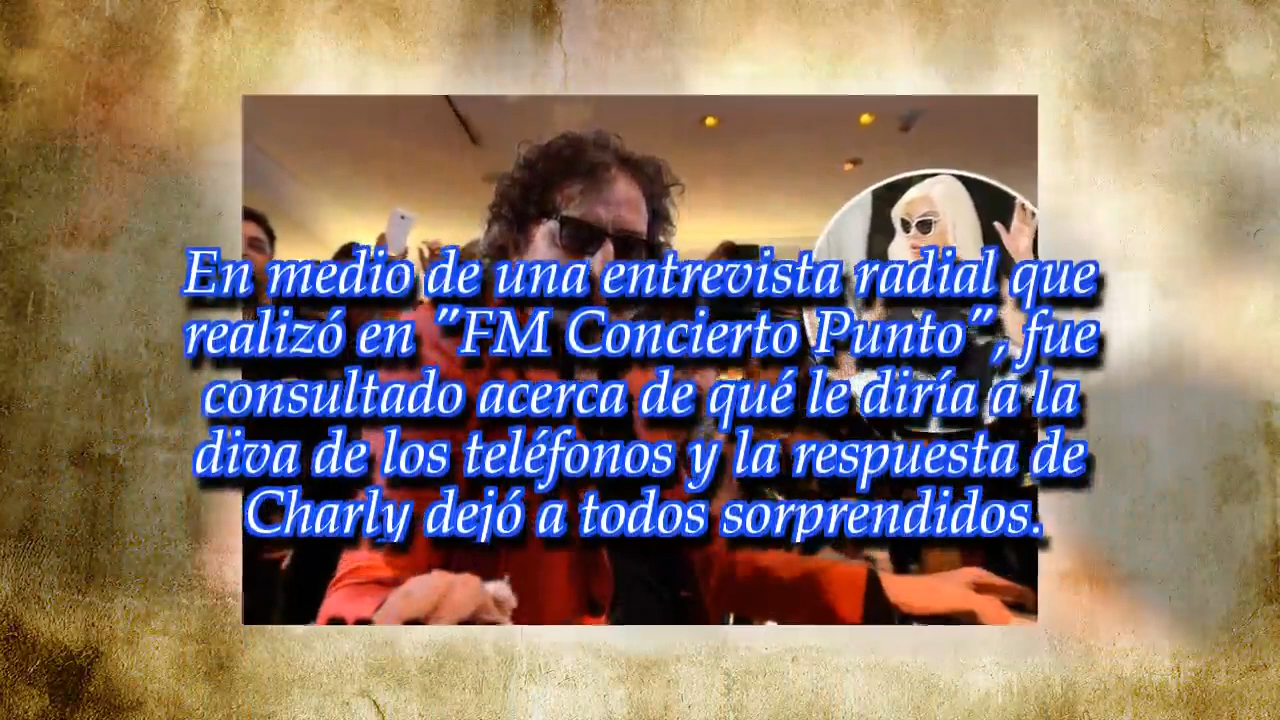 En medio de una entrevista radial que
realizó en "FM Concierto Punto", fue
consultado acerca de qué le diría a la
diva de los teléfonos y la respuesta de
Charly dejó a todos sorprendidos.